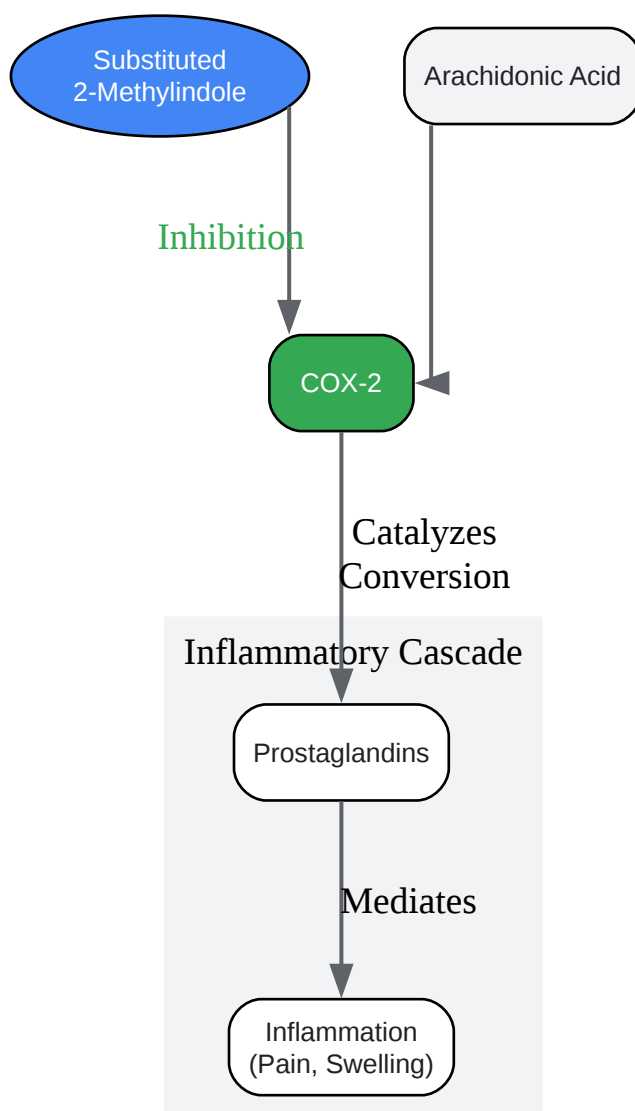 Substituted
2-Methylindole
Arachidonic Acid
Inhibition
COX-2
Catalyzes
Conversion
Inflammatory Cascade
Prostaglandins
Mediates
Inflammation
(Pain, Swelling)